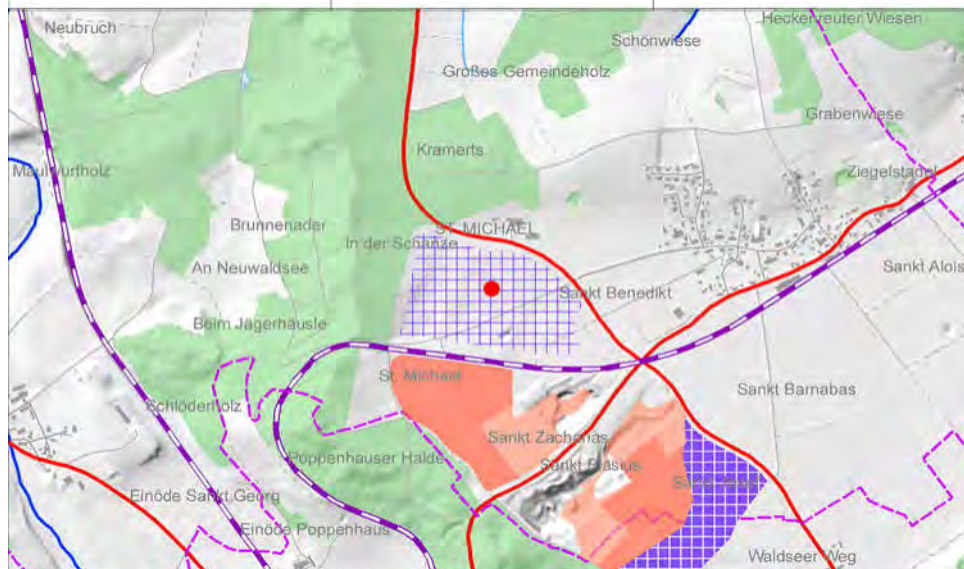 Neubruch
Heckenreuter Wiesen
Schönwiese
Großes Gemeindeholz
Grabenwiese
Kramerts
Maulwurfholz
Ziegelstadel
Brunnenader
ST. MICHAEL
In der Schanze
An Neuwaldsee
Sankt Alois
Sankt Benedikt
Beim Jägerhäusle
St. Michael
Sankt Barnabas
Schlöderholz
Sankt Zacharias
Poppenhauser Halde
Sankt Blasius
Einöde Sankt Georg
Einöde Poppenhaus
Waldseer Weg